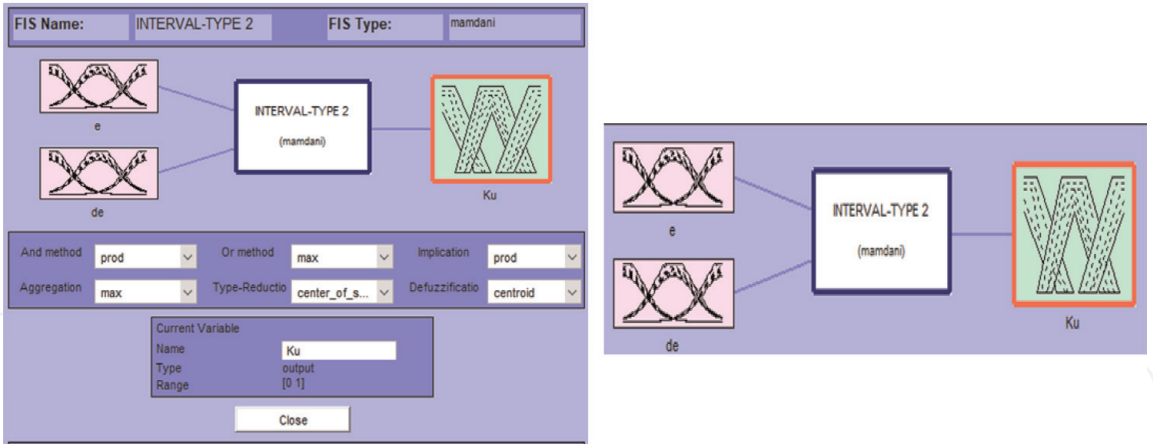 FIS Name: INTERVAL-TYPE 2 FIS Type: mamdani
e
INTERVAL-TYPE 2
(mamdani)
Ku
de
And method prod Or method max Implication prod
Aggregation max Type-Reductio center_of_s... Defuzzificatio centroid
Current Variable
Name Ku
Type output
Range [0 1]
Close
e
INTERVAL-TYPE 2
(mamdani)
Ku
de